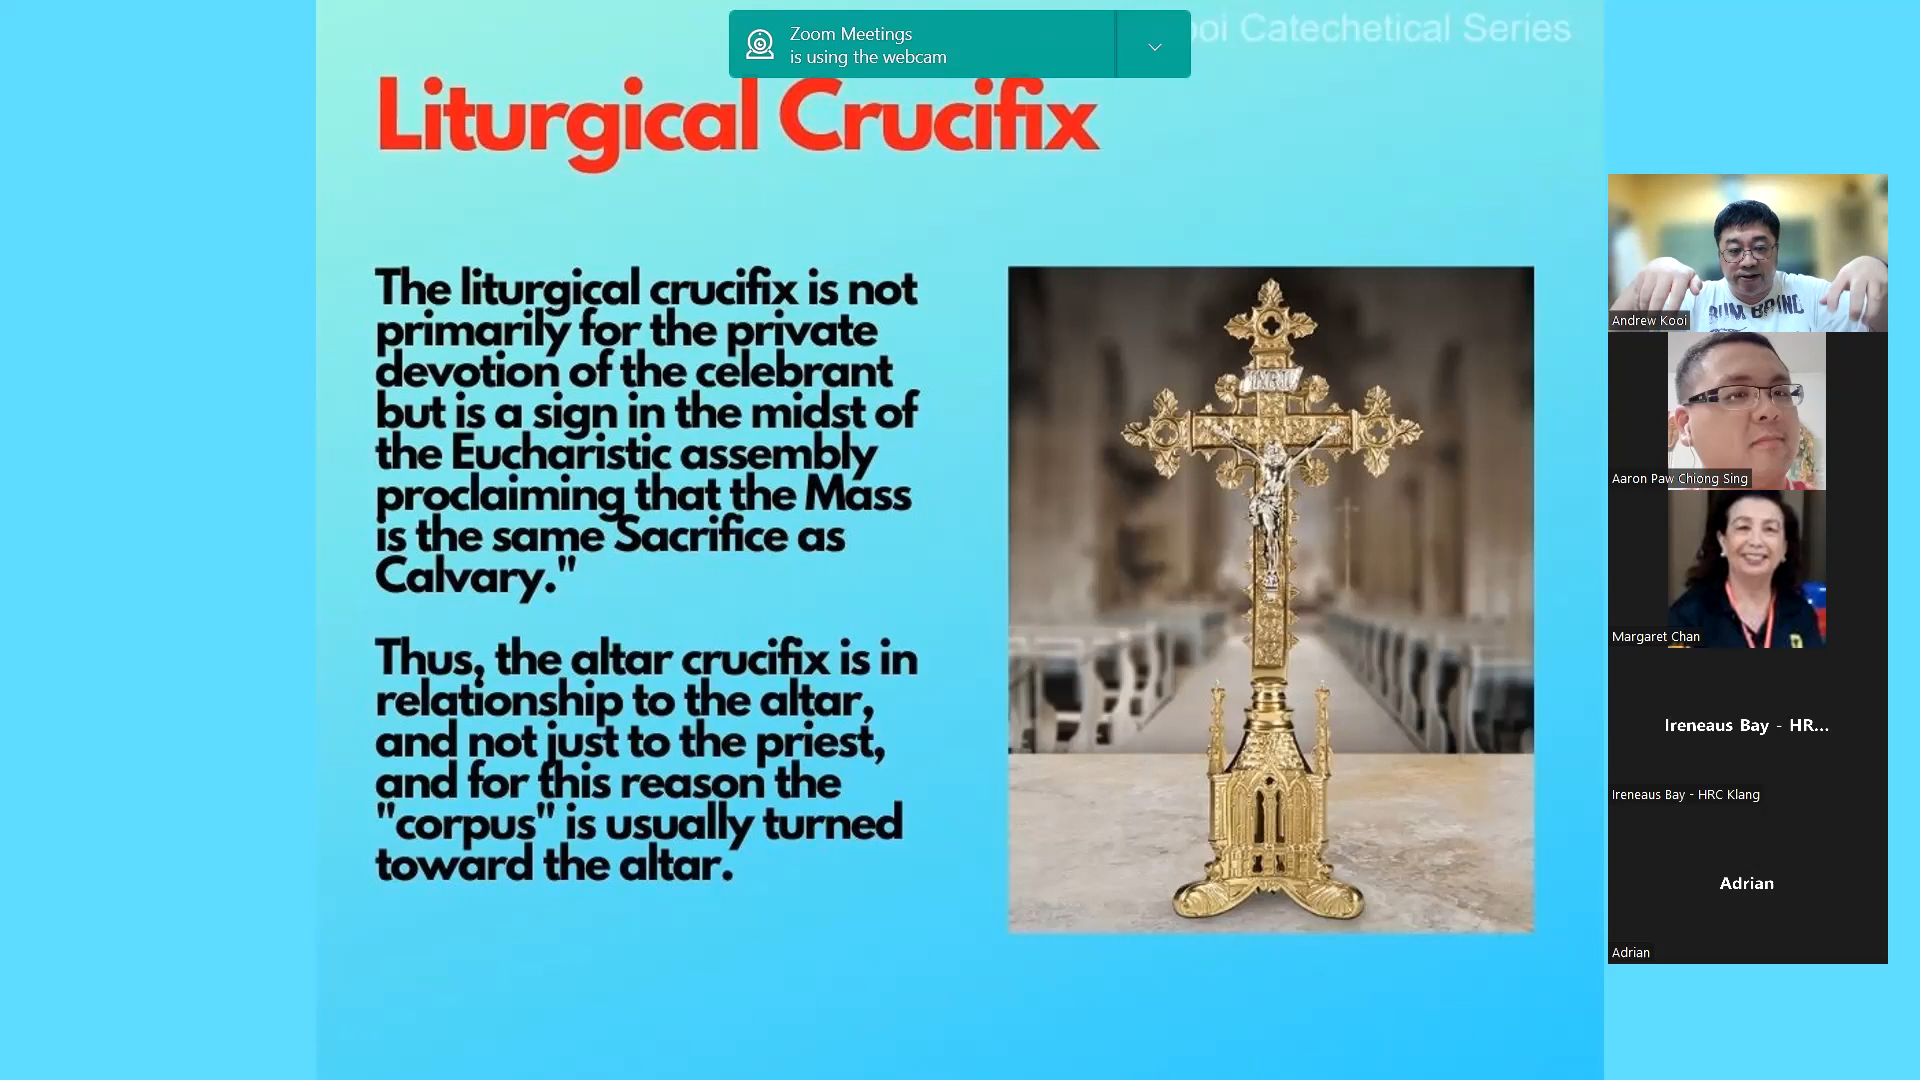 Zoom Meetings
is using the webcam
Catechetical Series
Liturgical Crucifix
The liturgical crucifix is not
primarily for the private
devotion of the celebrant
but is a sign in the midst of
the Eucharistic assembly
proclaiming that the Mass
is the same Sacrifice as
Calvary."
Thus, the altar crucifix is in
relationship to the altar,
and not just to the priest,
and for this reason the
"corpus" is usually turned
toward the altar.
INRI
Andrew Kooi
Aaron Paw Chiong Sing
Margaret Chan
Ireneaus Bay - HR...
Ireneaus Bay - HRC Klang
Adrian
Adrian